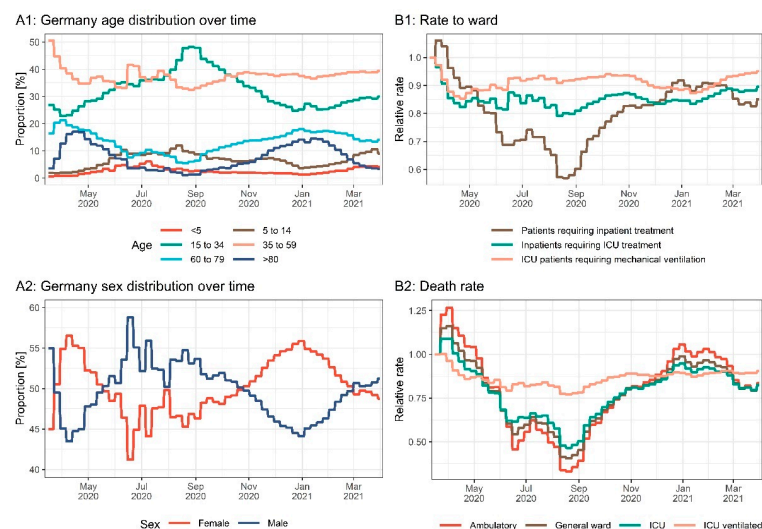 A1: Germany age distribution over time
Proportion [%]
50
40
30
20
10
0
May 2020
Jul 2020
Sep 2020
Nov 2020
Jan 2021
Mar 2021
Age
<5
5 to 14
15 to 34
35 to 59
60 to 79
>80
B1: Rate to ward
Relative rate
1.0
0.9
0.8
0.7
0.6
May 2020
Jul 2020
Sep 2020
Nov 2020
Jan 2021
Mar 2021
Patients requiring inpatient treatment
Inpatients requiring ICU treatment
ICU patients requiring mechanical ventilation
A2: Germany sex distribution over time
Proportion [%]
60
55
50
45
40
May 2020
Jul 2020
Sep 2020
Nov 2020
Jan 2021
Mar 2021
Sex
Female
Male
B2: Death rate
Relative rate
1.25
1.00
0.75
0.50
May 2020
Jul 2020
Sep 2020
Nov 2020
Jan 2021
Mar 2021
Ambulatory
General ward
ICU
ICU ventilated